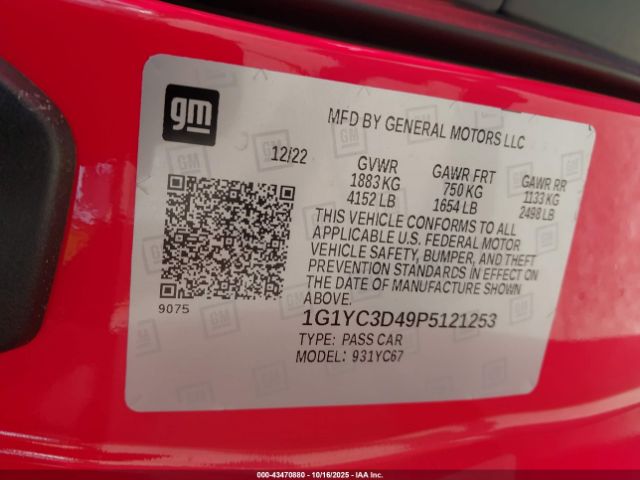 gm
MFD BY GENERAL MOTORS LLC
12/22
GVWR GAWR FRT GAWR RR
1883 KG 750 KG 1133 KG
4152 LB 1654 LB 2498 LB
THIS VEHICLE CONFORMS TO ALL
APPLICABLE U.S. FEDERAL MOTOR
VEHICLE SAFETY, BUMPER, AND THEFT
PREVENTION STANDARDS IN EFFECT ON
THE DATE OF MANUFACTURE SHOWN
ABOVE.
9075
1G1YC3D49P5121253
TYPE: PASS CAR
MODEL: 931YC67
000-43470880 - 10/16/2025 - IAA Inc.